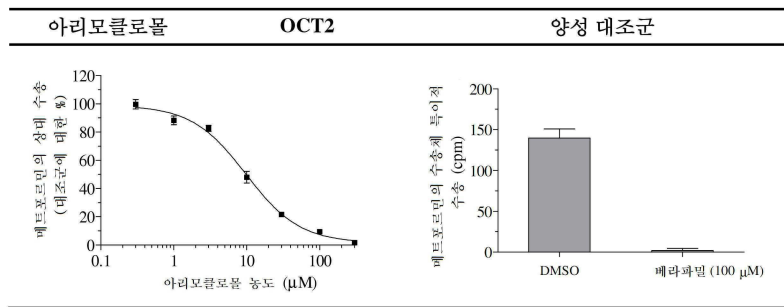 아리모클로몰 OCT2 양성 대조군
메트포르민의 상대 수송
(대조군에 대한 %)
120
100
80
60
40
20
0
0.1 1 10 100
아리모클로몰 농도 (μM)
메트포르민의 수송체 특이적
수송 (cpm)
200
150
100
50
0
DMSO 베라파밀 (100 μM)